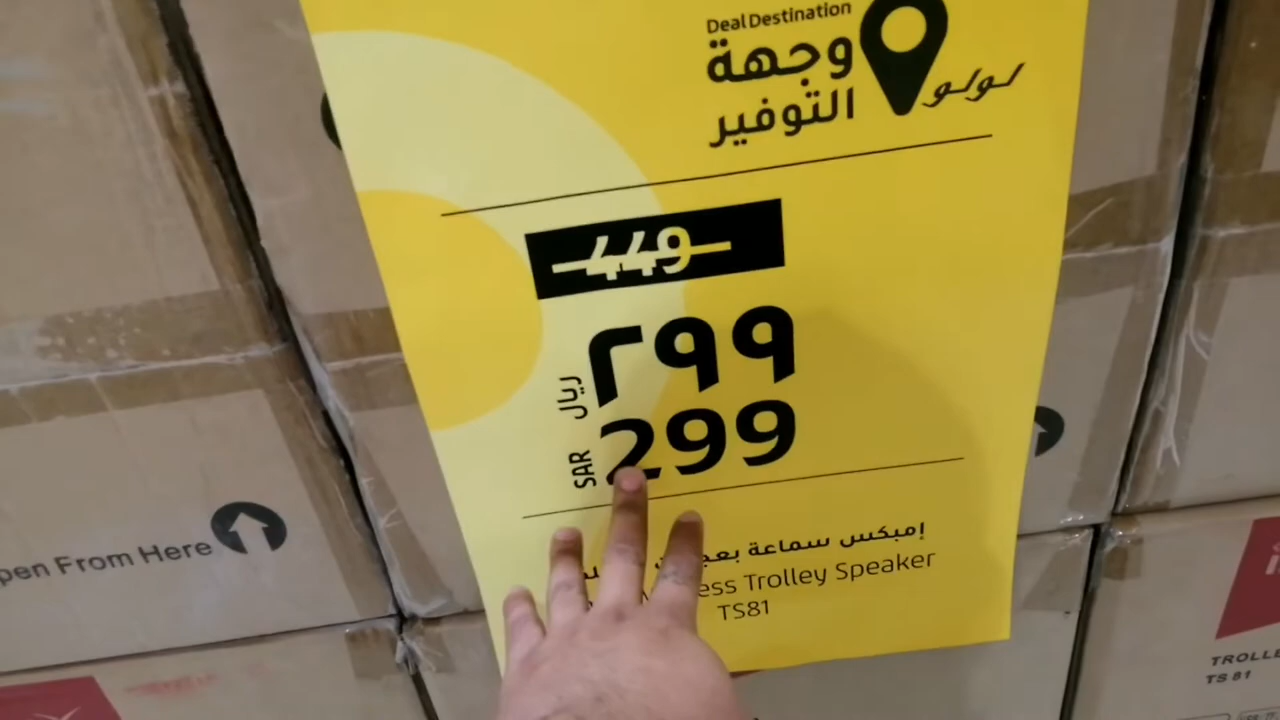 Deal Destination
وجهة
التوفير
لولو
449
٢٩٩
ريال
299
SAR
إمبكس سماعة
ess Trolley Speaker
TS81
pen From Here
TROLLE
TS 81